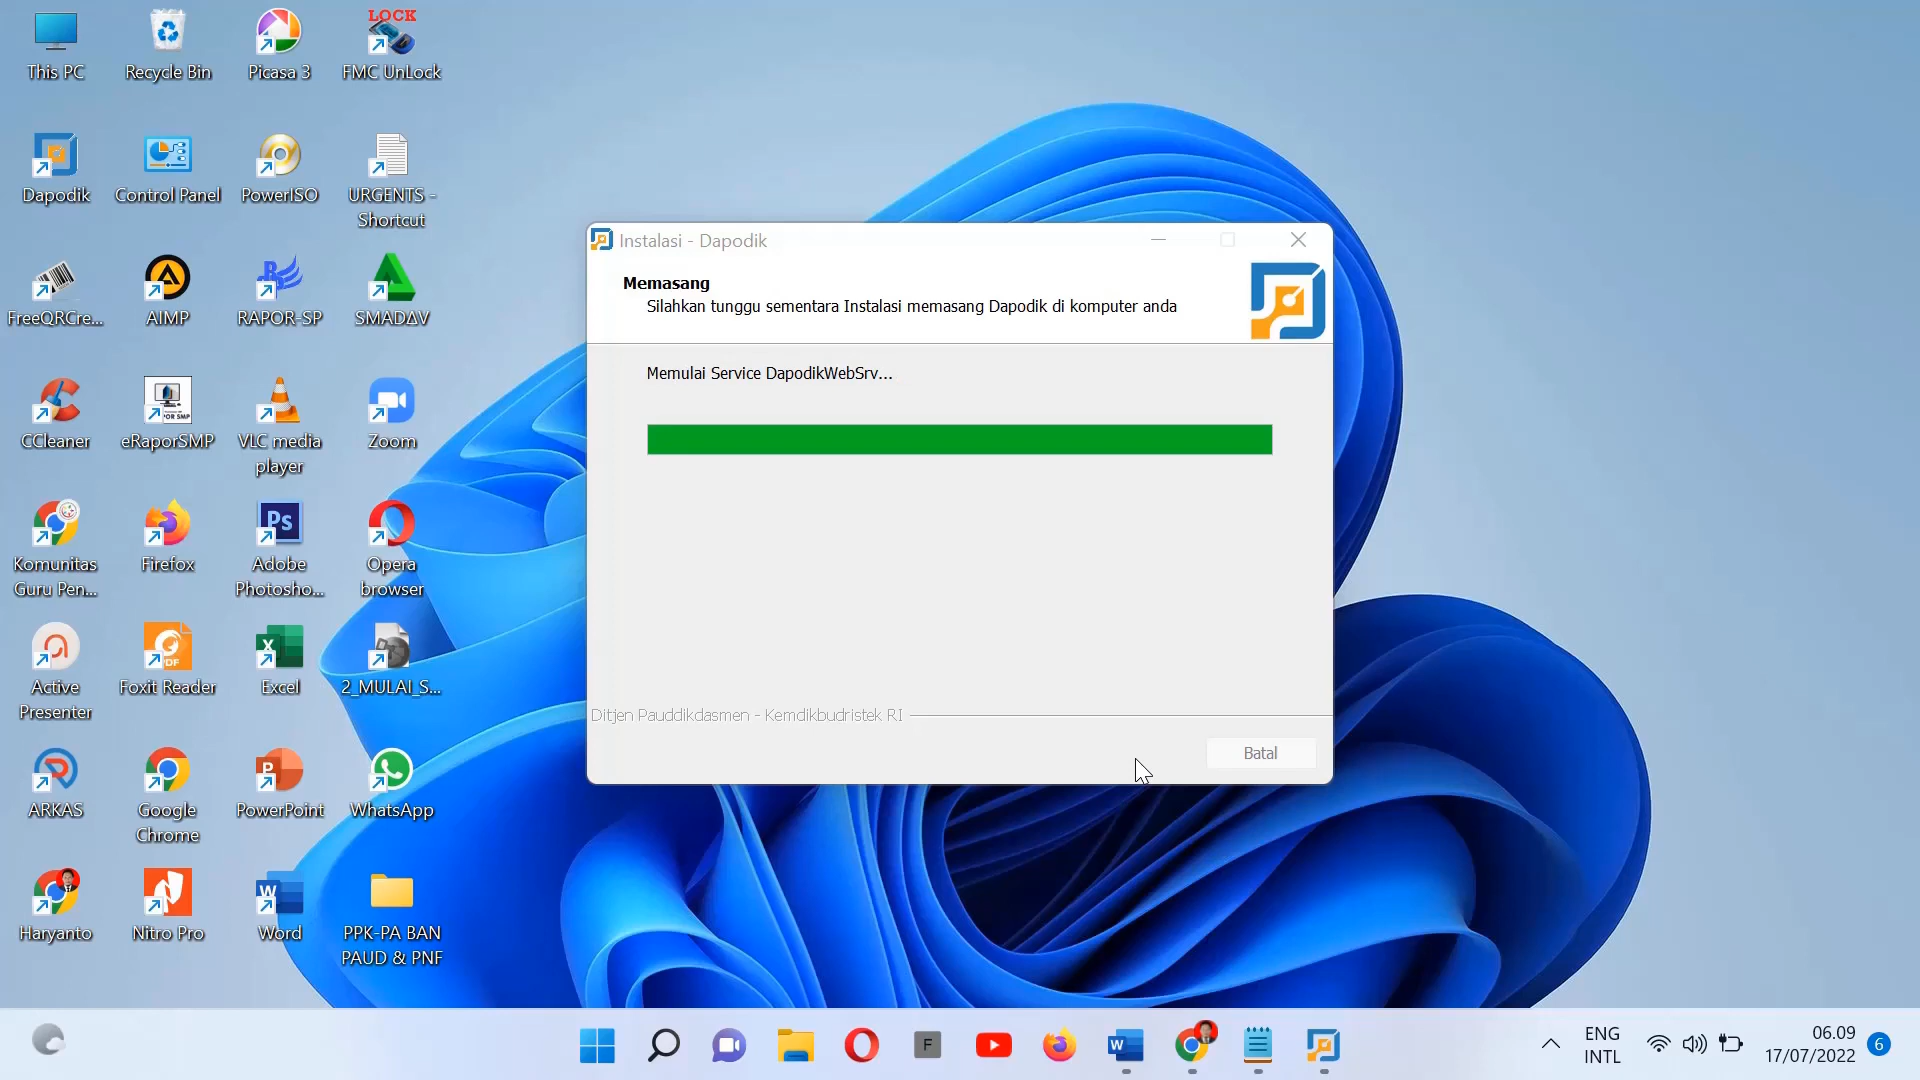 This PC
Recycle Bin
Picasa 3
LOCK
FMC UnLock
Dapodik
Control Panel
PowerISO
URGENTS -
Shortcut
FreeQRCre...
AIMP
RAPOR-SP
SMADΔV
CCleaner
eRaporSMP
VLC media
player
Zoom
Komunitas
Guru Pen...
Firefox
Adobe
Photosho...
Opera
browser
Active
Presenter
Foxit Reader
Excel
2_MULAI_S...
ARKAS
Google
Chrome
PowerPoint
WhatsApp
Haryanto
Nitro Pro
Word
PPK-PA BAN
PAUD & PNF
Instalasi - Dapodik
Memasang
Silahkan tunggu sementara Instalasi memasang Dapodik di komputer anda
Memulai Service DapodikWebSrv...
Ditjen Pauddikdasmen - Kemdikbudristek RI
Batal
ENG
INTL
06.09
17/07/2022
6